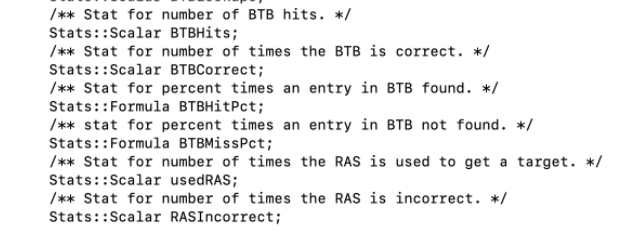 /** Stat for number of BTB hits. */
Stats::Scalar BTBHits;
/** Stat for number of times the BTB is correct. */
Stats::Scalar BTBCorrect;
/** Stat for percent times an entry in BTB found. */
Stats::Formula BTBHitPct;
/** stat for percent times an entry in BTB not found. */
Stats::Formula BTBMissPct;
/** Stat for number of times the RAS is used to get a target. */
Stats::Scalar usedRAS;
/** Stat for number of times the RAS is incorrect. */
Stats::Scalar RASIncorrect;